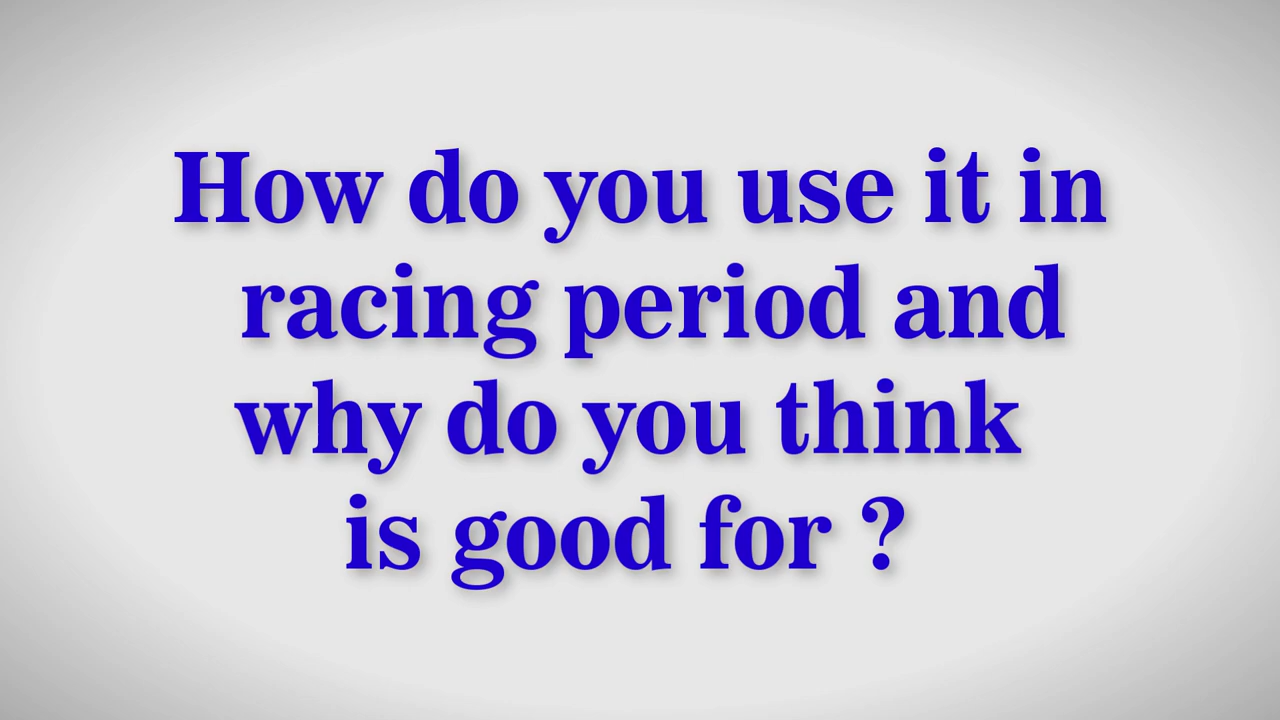 How do you use it in
racing period and
why do you think
is good for ?